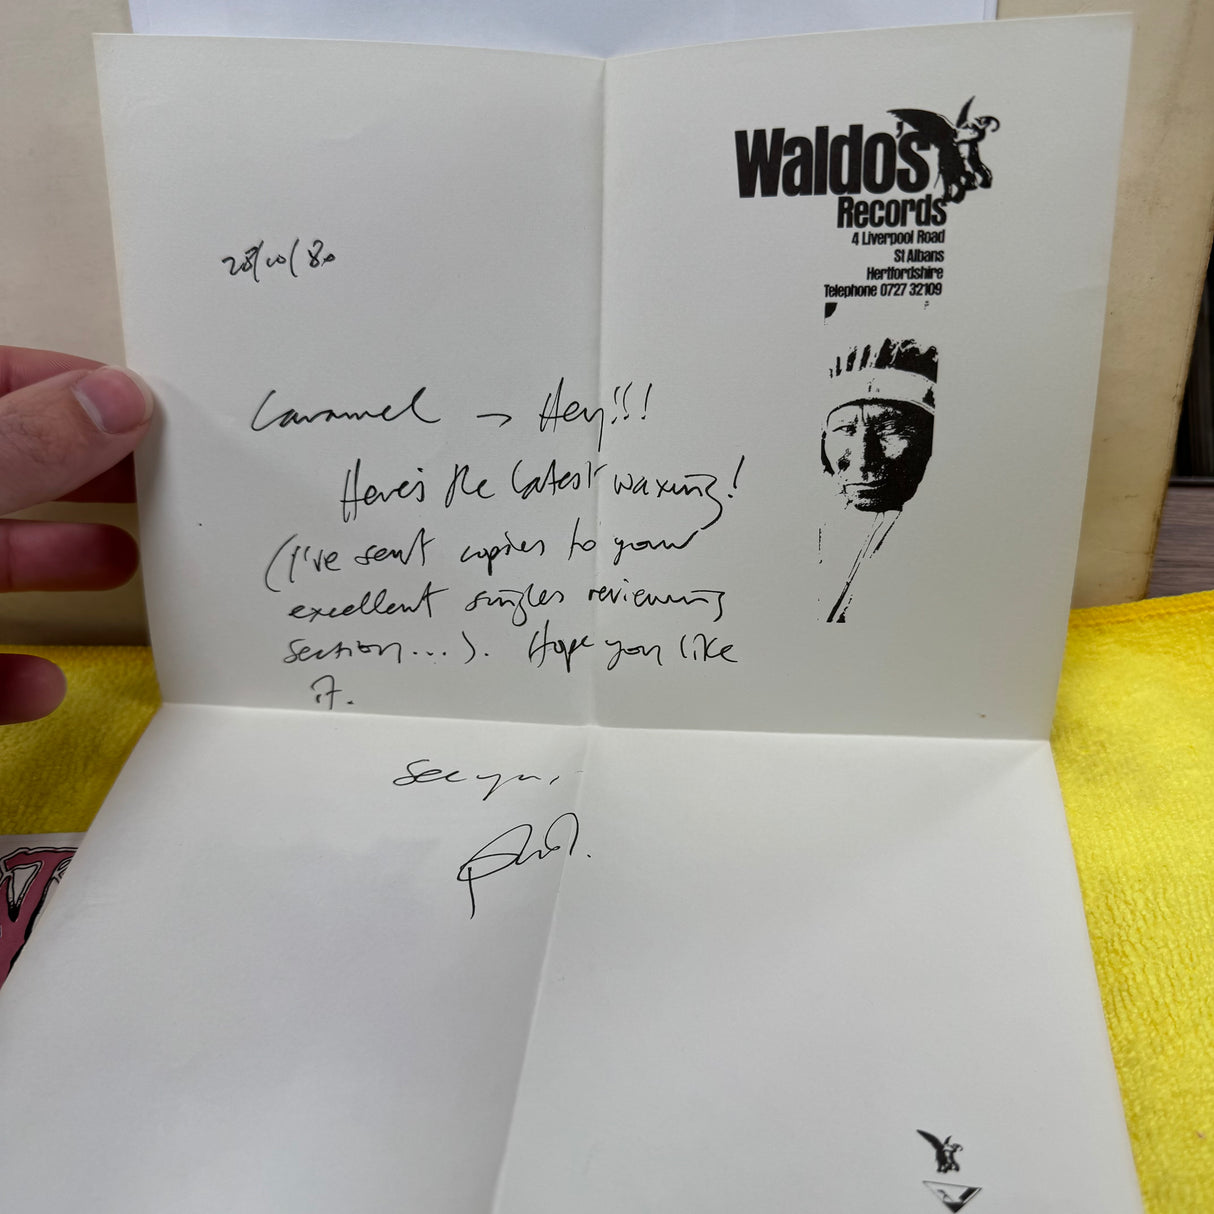 Waldo's
Records
4 Liverpool Road
St Albans
Hertfordshire
Telephone 0727 32109
28/10/80
Caramel → Hey!!!
Here's the latest waxing!
(I've sent copies to your
excellent singles reviewing
section...). Hope you like
it.
See you,
Phil.